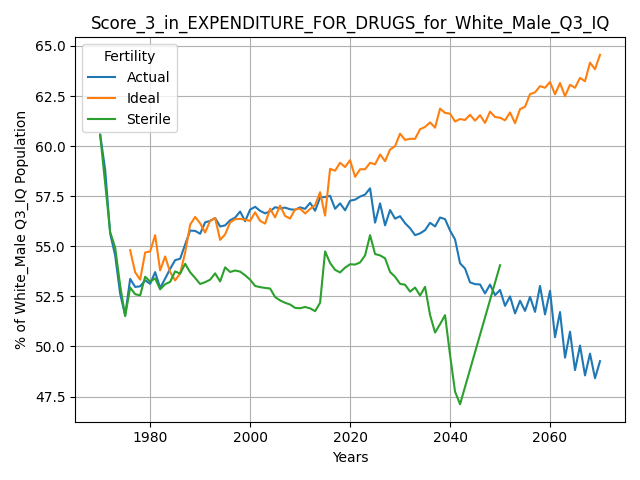 Score_3_in_EXPENDITURE_FOR_DRUGS_for_White_Male_Q3_IQ
Fertility
Actual
Ideal
Sterile
% of White_Male Q3_IQ Population
65.0
62.5
60.0
57.5
55.0
52.5
50.0
47.5
1980
2000
2020
2040
2060
Years